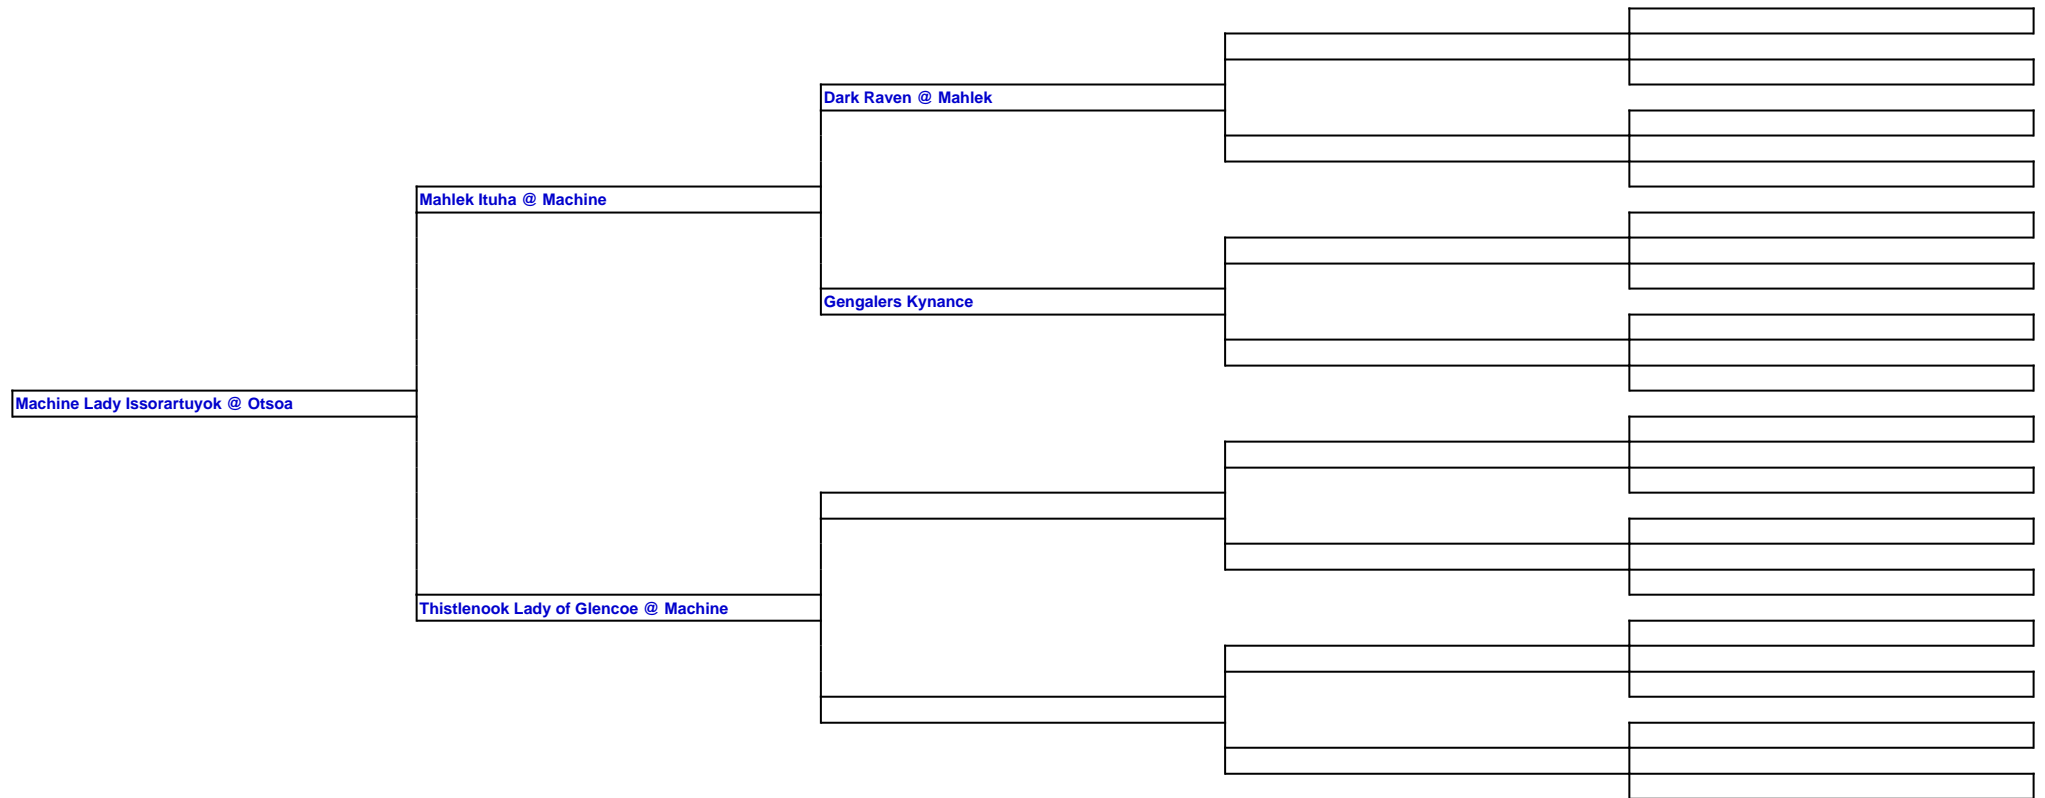 Dark Raven @ Mahlek
Mahlek Ituha @ Machine
Gengalers Kynance
Machine Lady Issorartuyok @ Otsoa
Thistlenook Lady of Glencoe @ Machine